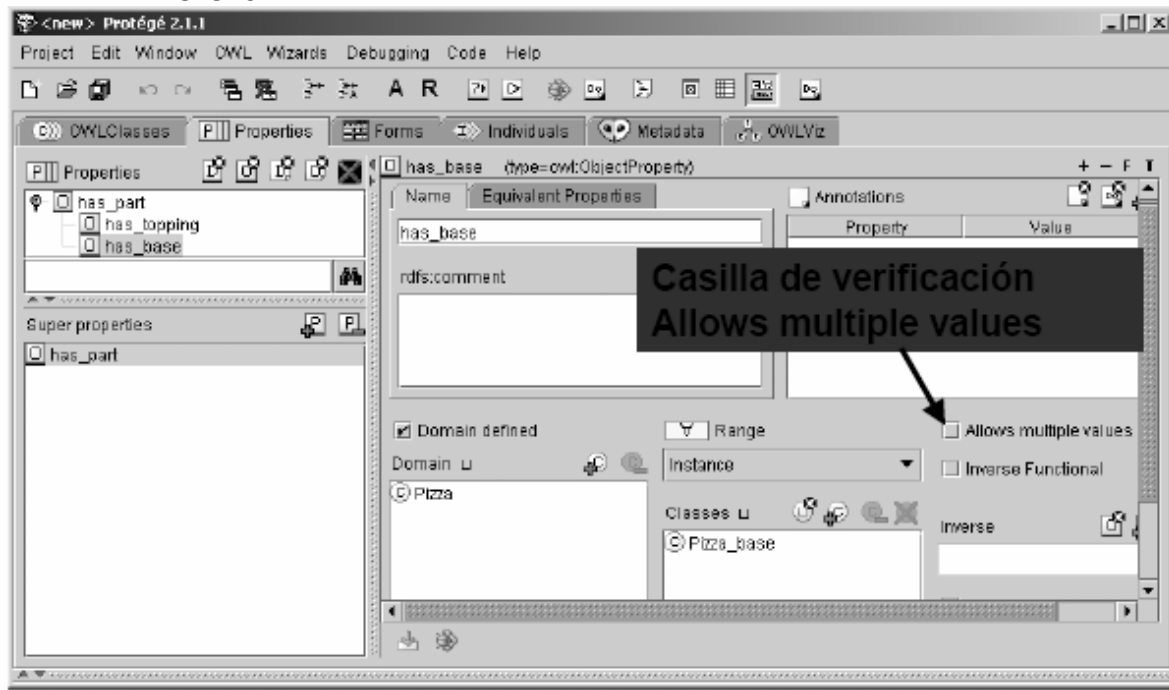 <new> Protégé 2.1.1
Project Edit Window OWL Wizards Debugging Code Help
A R
OWLClasses Properties Forms Individuals Metadata OWLViz
Properties
has_part
has_topping
has_base
Super properties
has_part
has_base (type=owl:ObjectProperty)
+ - F T
Name Equivalent Properties
has_base
rdfs:comment
Annotations
Property Value
Casilla de verificación
Allows multiple values
Domain defined
Domain ⊔
Pizza
Range
Instance
Classes ⊔
Pizza_base
Allows multiple values
Inverse Functional
Inverse